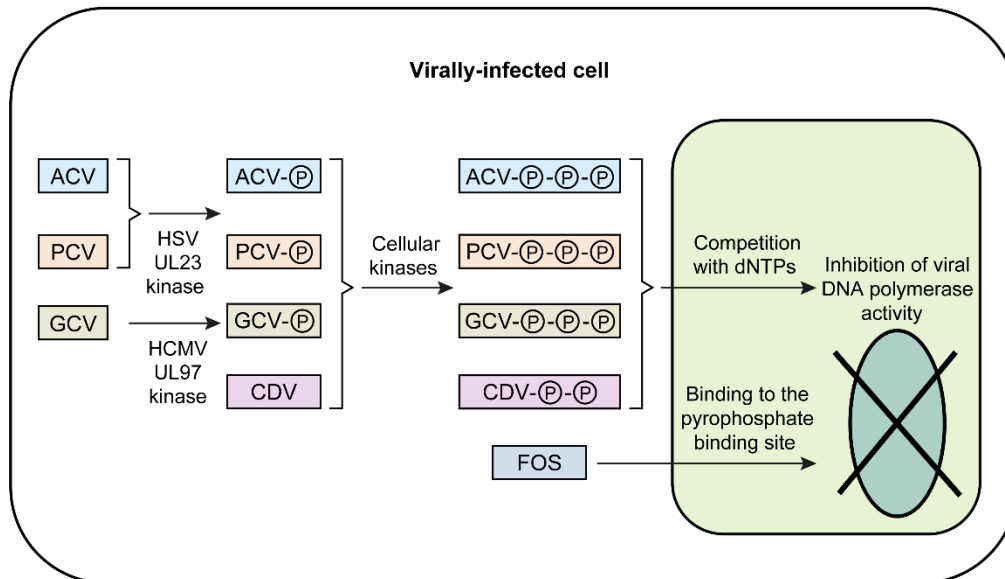 Virally-infected cell
ACV
PCV
GCV
HSV
UL23
kinase
HCMV
UL97
kinase
ACV-Ⓟ
PCV-Ⓟ
GCV-Ⓟ
CDV
Cellular
kinases
ACV-Ⓟ-Ⓟ-Ⓟ
PCV-Ⓟ-Ⓟ-Ⓟ
GCV-Ⓟ-Ⓟ-Ⓟ
CDV-Ⓟ-Ⓟ
FOS
Competition
with dNTPs
Binding to the
pyrophosphate
binding site
Inhibition of viral
DNA polymerase
activity